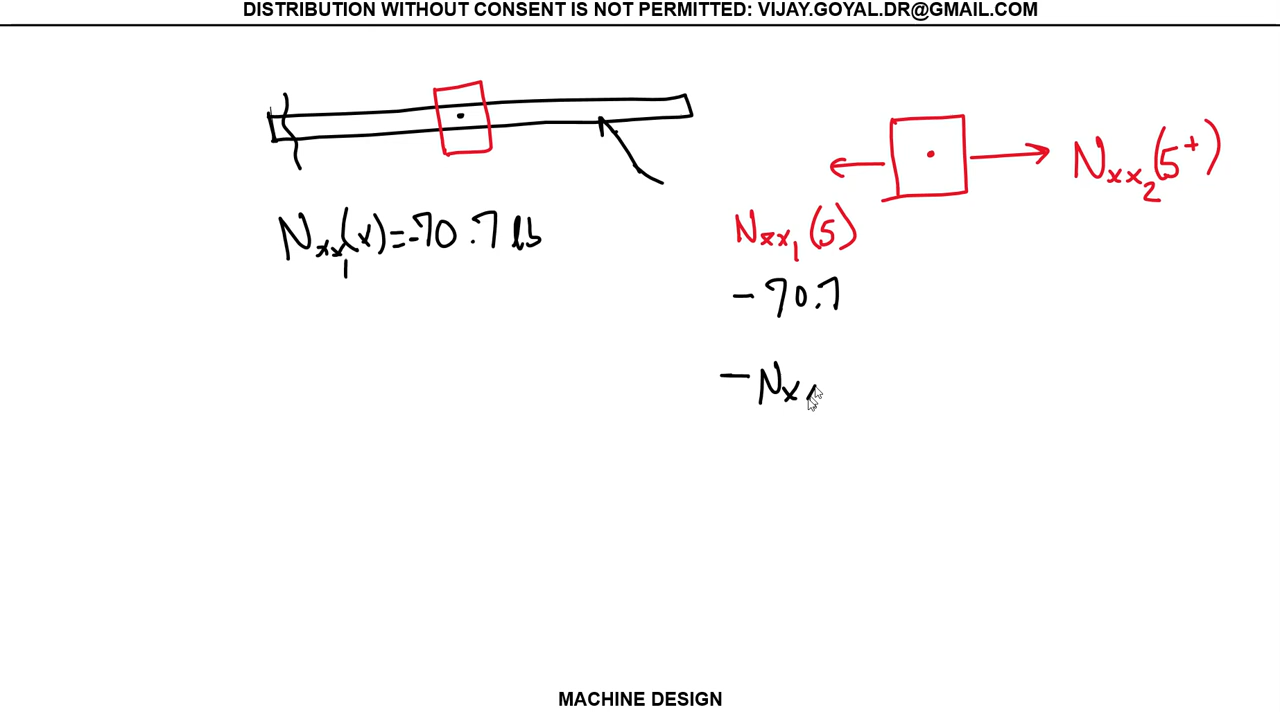 DISTRIBUTION WITHOUT CONSENT IS NOT PERMITTED: VIJAY.GOYAL.DR@GMAIL.COM
Nxx₂(5⁺)
Nxx₁(x)=-70.7 lb
Nxx₁(5)
-70.7
-Nx
MACHINE DESIGN